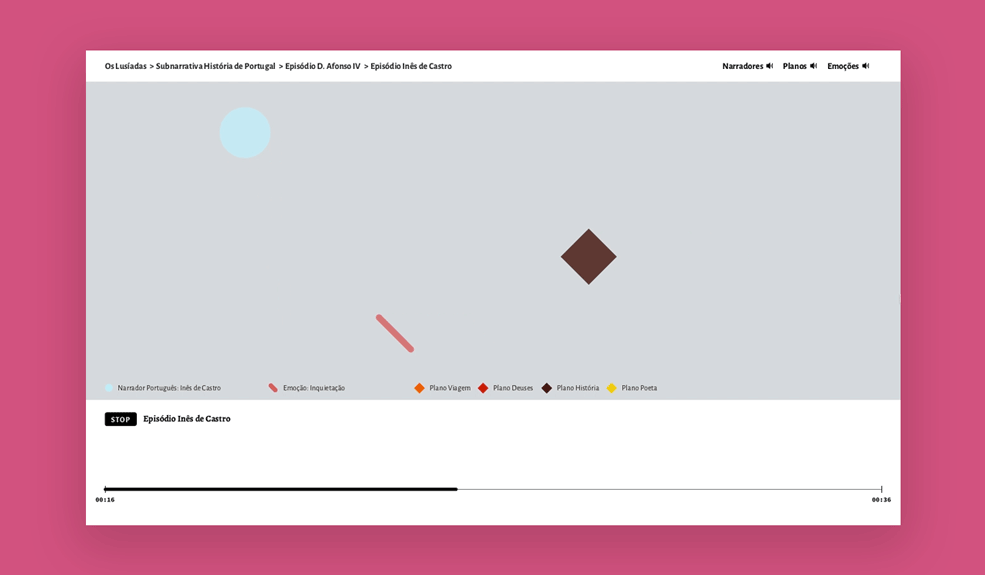 Os Lusíadas > Subnarrativa História de Portugal > Episódio D. Afonso IV > Episódio Inês de Castro
Narradores Planos Emoções
Narrador Português: Inês de Castro Emoção: Inquietação Plano Viagem Plano Deuses Plano História Plano Poeta
STOP Episódio Inês de Castro
00:16 00:36